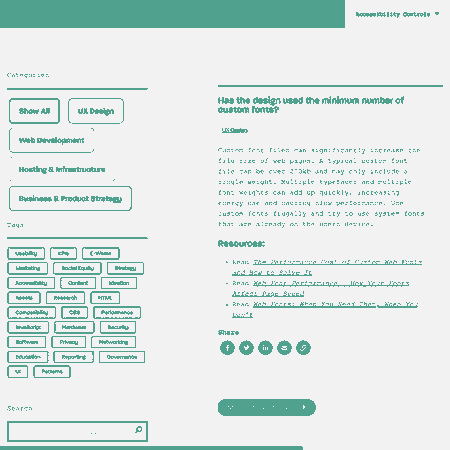 Accessibility Controls
Categories
Show All
UX Design
Web Development
Hosting & Infrastructure
Business & Product Strategy
Tags
Usability
KPIs
E-Waste
Marketing
Social Equity
Strategy
Accessibility
Content
Ideation
Assets
Research
HTML
Compatibility
CSS
Performance
JavaScript
Hardware
Security
Software
Privacy
Networking
Education
Reporting
Governance
UI
Patterns
Search
Has the design used the minimum number of
custom fonts?
UX Design
Custom font files can significantly increase the
file size of web pages. A typical custom font
file can be over 200kb and may only include a
single weight. Multiple typefaces and multiple
font weights can add up quickly, increasing
energy use and causing slow performance. Use
custom fonts frugally and try to use system fonts
that are already on the users device.
Resources:
Read The Performance Cost of Custom Web Fonts
and How to Solve It
Read Web Font Performance - How Your Fonts
Affect Page Speed
Read Web Fonts: When You Need Them, When You
Don't
Share